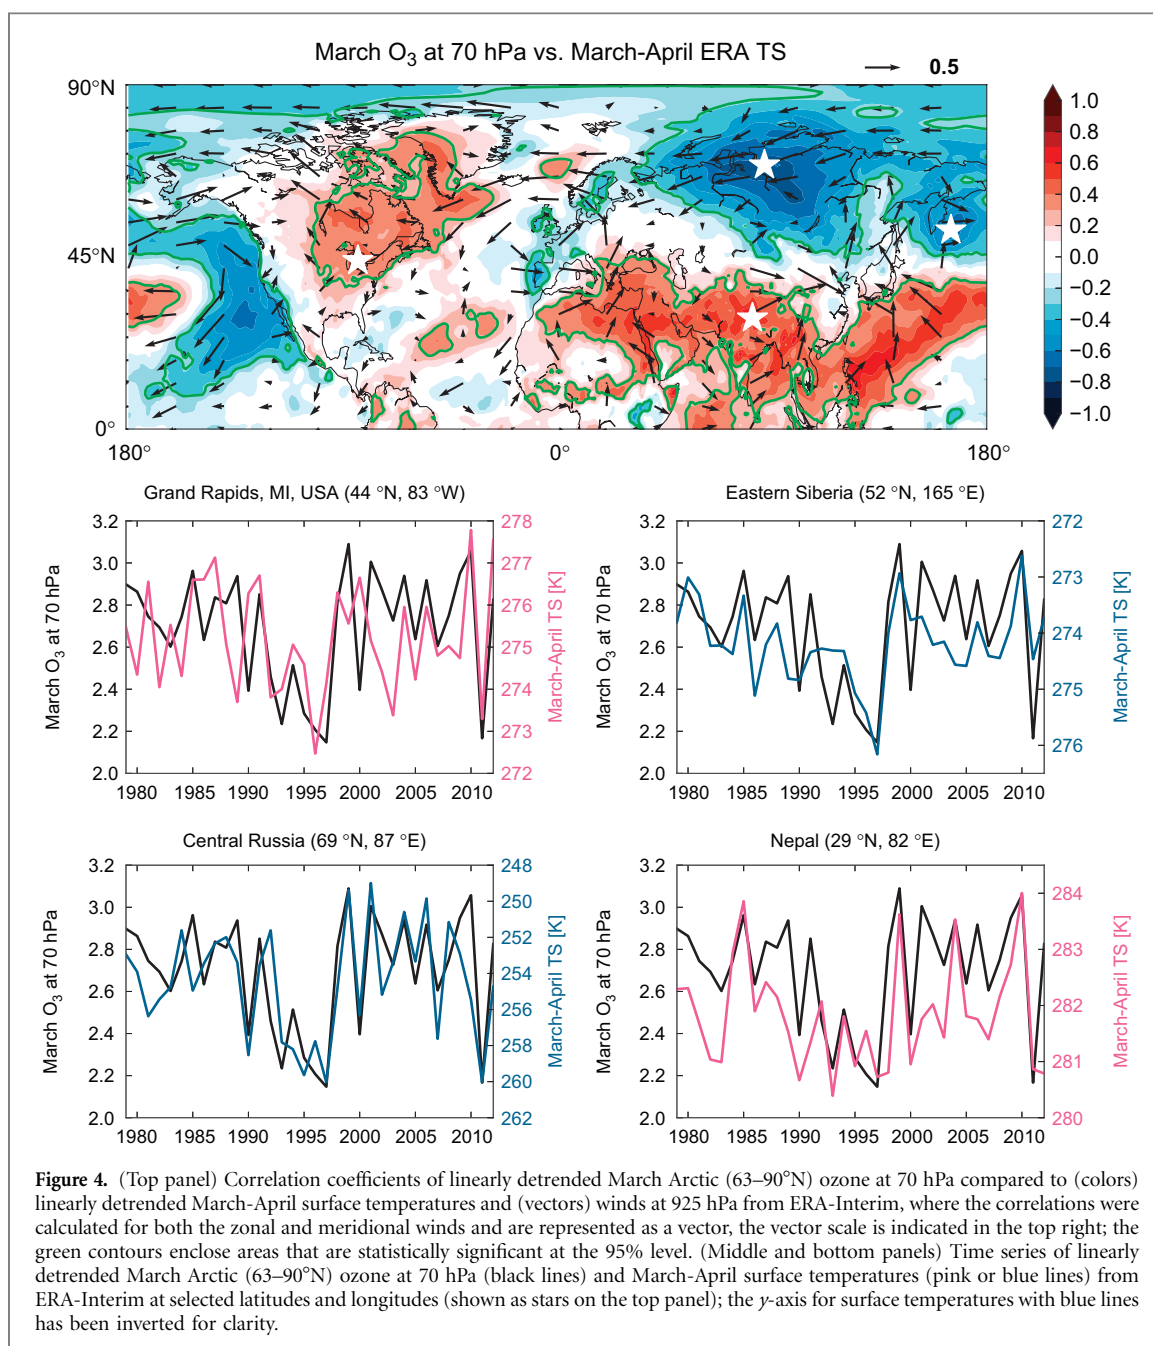 March O3 at 70 hPa vs. March-April ERA TS
0.5
90°N
45°N
0°
180°
0°
180°
1.0
0.8
0.6
0.4
0.2
0.0
−0.2
−0.4
−0.6
−0.8
−1.0
Grand Rapids, MI, USA (44 °N, 83 °W)
March O3 at 70 hPa
3.2
3.0
2.8
2.6
2.4
2.2
2.0
278
277
276
275
274
273
272
March-April TS [K]
1980 1985 1990 1995 2000 2005 2010
Eastern Siberia (52 °N, 165 °E)
March O3 at 70 hPa
3.2
3.0
2.8
2.6
2.4
2.2
2.0
272
273
274
275
276
March-April TS [K]
1980 1985 1990 1995 2000 2005 2010
Central Russia (69 °N, 87 °E)
March O3 at 70 hPa
3.2
3.0
2.8
2.6
2.4
2.2
2.0
248
250
252
254
256
258
260
262
March-April TS [K]
1980 1985 1990 1995 2000 2005 2010
Nepal (29 °N, 82 °E)
March O3 at 70 hPa
3.2
3.0
2.8
2.6
2.4
2.2
2.0
284
283
282
281
280
March-April TS [K]
1980 1985 1990 1995 2000 2005 2010
Figure 4. (Top panel) Correlation coefficients of linearly detrended March Arctic (63–90°N) ozone at 70 hPa compared to (colors)
linearly detrended March-April surface temperatures and (vectors) winds at 925 hPa from ERA-Interim, where the correlations were
calculated for both the zonal and meridional winds and are represented as a vector, the vector scale is indicated in the top right; the
green contours enclose areas that are statistically significant at the 95% level. (Middle and bottom panels) Time series of linearly
detrended March Arctic (63–90°N) ozone at 70 hPa (black lines) and March-April surface temperatures (pink or blue lines) from
ERA-Interim at selected latitudes and longitudes (shown as stars on the top panel); the y-axis for surface temperatures with blue lines
has been inverted for clarity.